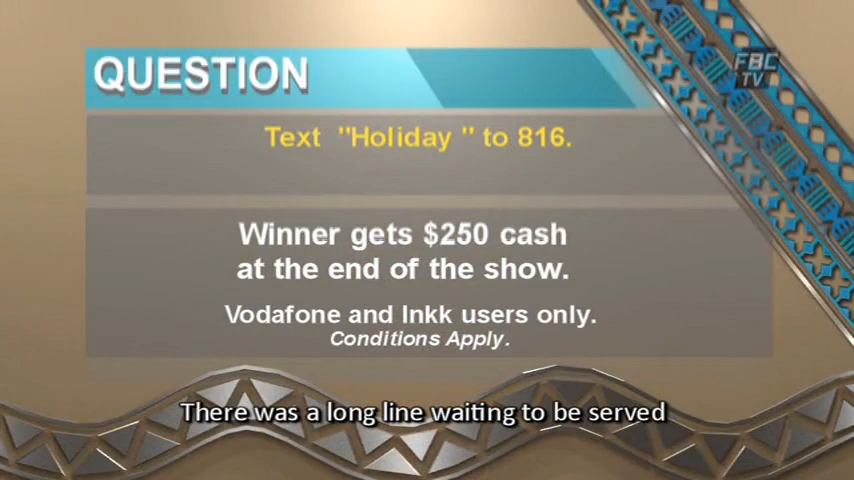 QUESTION
FBC
TV
Text "Holiday " to 816.
Winner gets $250 cash
at the end of the show.
Vodafone and Inkk users only.
Conditions Apply.
There was a long line waiting to be served